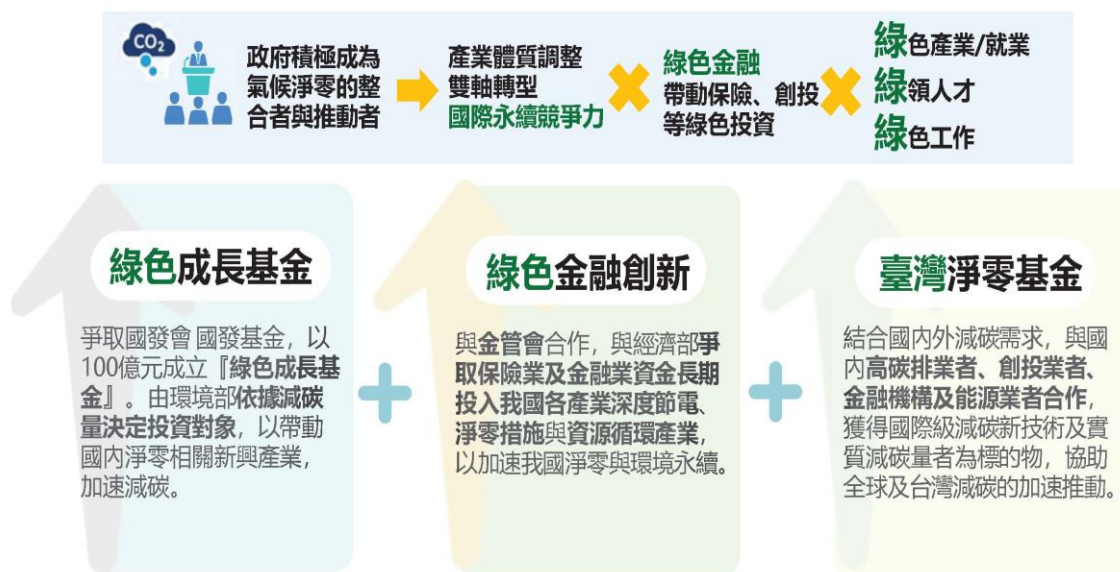 CO₂
政府積極成為
氣候淨零的整
合者與推動者
產業體質調整
雙軸轉型
國際永續競爭力
綠色金融
帶動保險、創投
等綠色投資
綠色產業/就業
綠領人才
綠色工作
綠色成長基金
爭取國發會 國發基金，以
100億元成立『綠色成長基
金』。由環境部依據減碳
量決定投資對象，以帶動
國內淨零相關新興產業，
加速減碳。
綠色金融創新
與金管會合作，與經濟部爭
取保險業及金融業資金長期
投入我國各產業深度節電、
淨零措施與資源循環產業，
以加速我國淨零與環境永續。
臺灣淨零基金
結合國內外減碳需求，與國
內高碳排業者、創投業者、
金融機構及能源業者合作，
獲得國際級減碳新技術及實
質減碳量者為標的物，協助
全球及台灣減碳的加速推動。